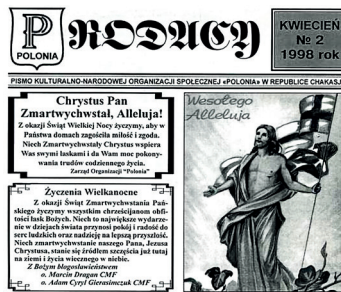 P
POLONIA
RODACY
KWIECIEŃ
№ 2
1998 rok
PISMO KULTURALNO-NARODOWEJ ORGANIZACJI SPOŁECZNEJ «POLONIA» W REPUBLICE CHAKASJ
Chrystus Pan
Zmartwychwstał, Alleluja!
Z okazji Świąt Wielkiej Nocy życzymy, aby w
Państwa domach zagościła miłość i zgoda.
Niech Zmartwychwstały Chrystus wspiera
Was swymi łaskami i da Wam moc pokony-
wania trudów codziennego życia.
Zarząd Organizacji "Polonia"
Życzenia Wielkanocne
Z okazji Świąt Zmartwychwstania Pań-
skiego życzymy wszystkim chrześcijanom obfi-
tości łask Bożych. Niech to największe wydarze-
nie w dziejach świata przynosi pokój i radość do
serc ludzkich oraz nadzieję na lepszą przyszłość.
Niech zmartwychwstanie naszego Pana, Jezusa
Chrystusa, stanie się źródłem szczęścia już tutaj
na ziemi i życia wiecznego w niebie.
Z Bożym błogosławieństwem
o. Marcin Dragan CMF
o. Adam Cyryl Gierasimczuk CMF
Wesołego
Alleluja